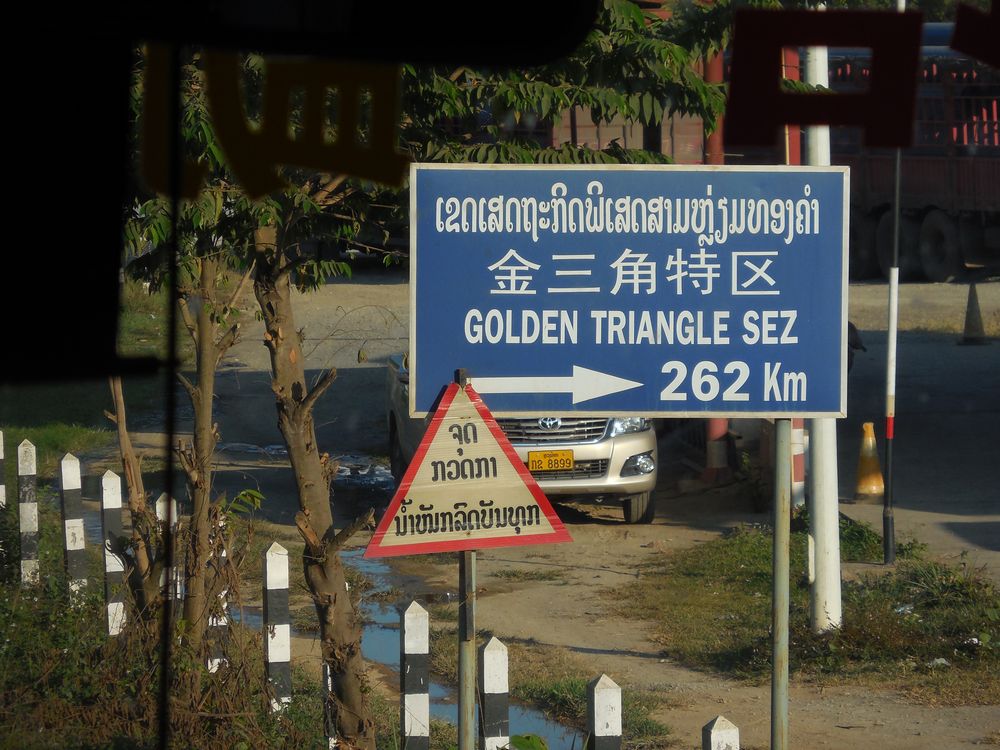 ເຂດເສດຖະກິດພິເສດສາມຫຼ່ຽມທອງຄຳ
金三角特区
GOLDEN TRIANGLE SEZ
262 Km
ຈຸດ
ກວດກາ
ນ້ຳໜັກລົດບັນທຸກ
8899